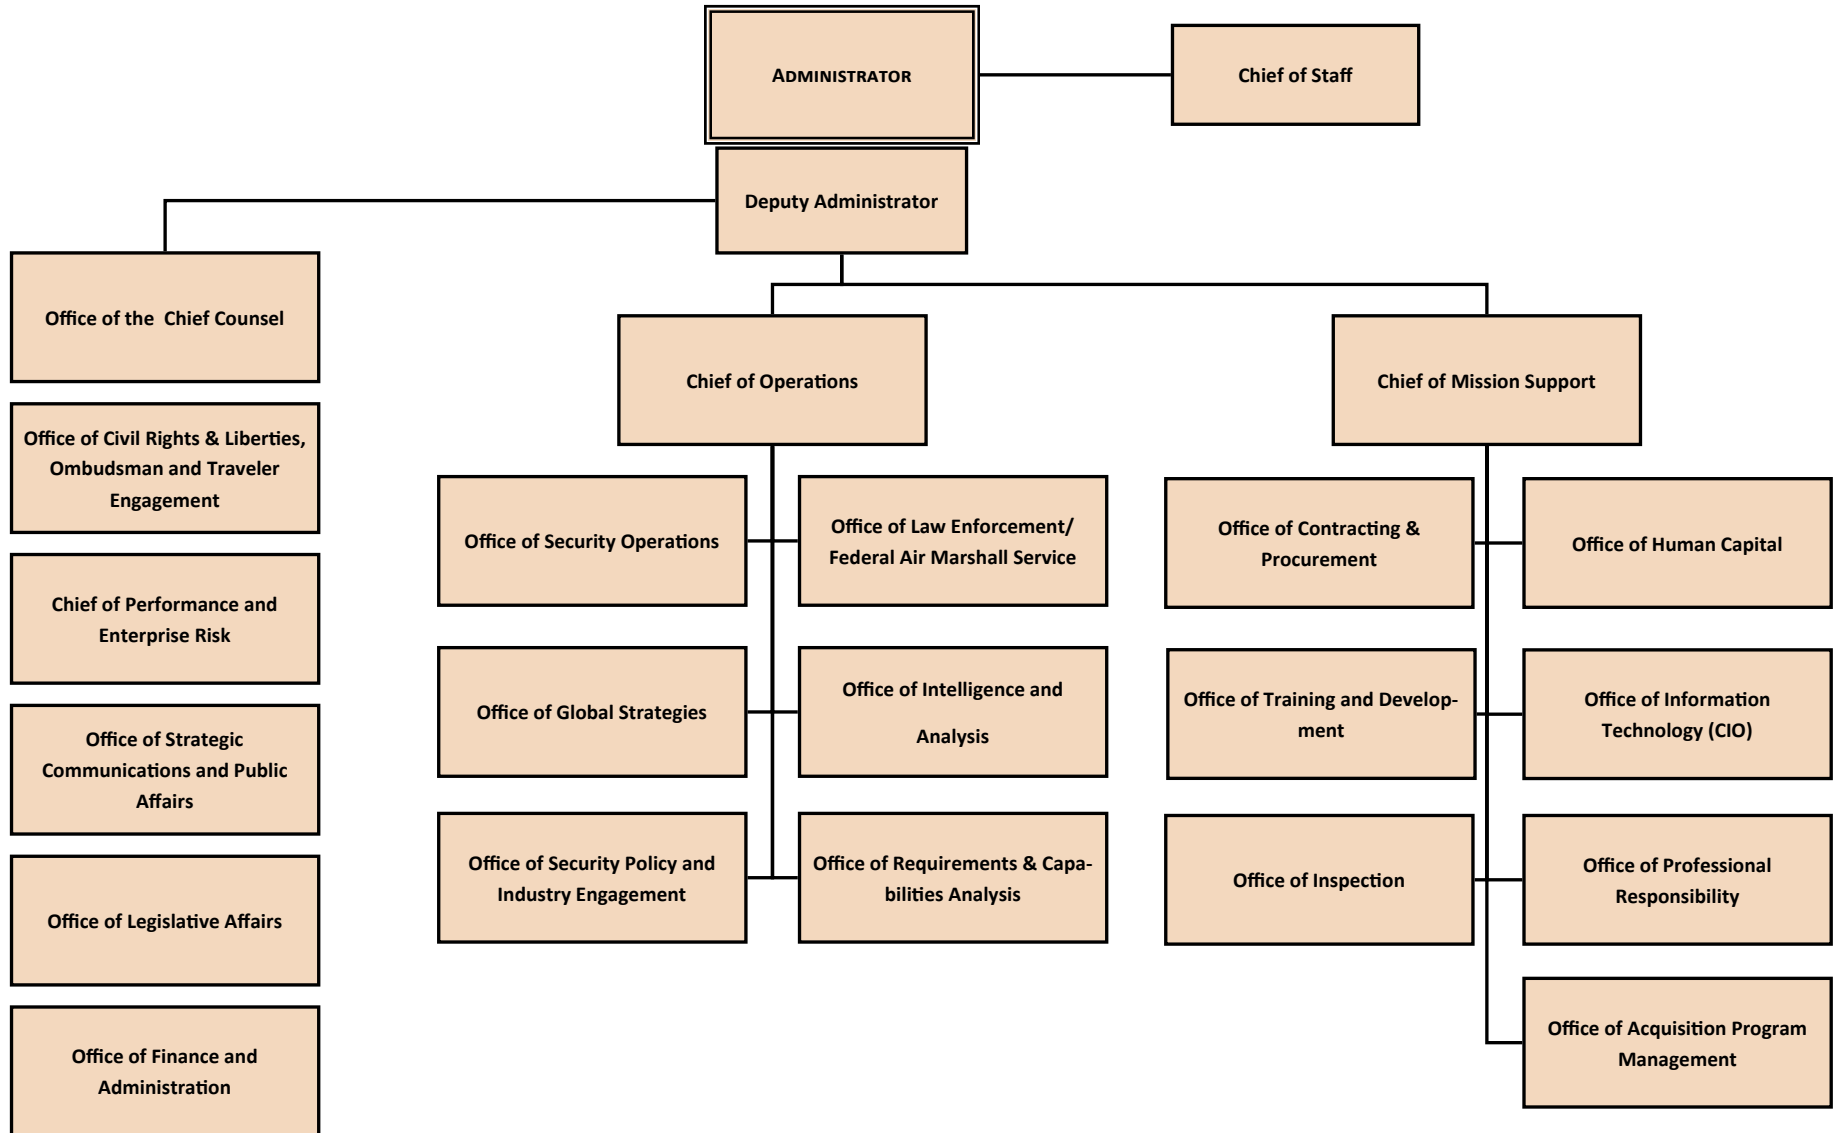 ADMINISTRATOR
Chief of Staff
Deputy Administrator
Office of the  Chief Counsel
Office of Civil Rights & Liberties,
Ombudsman and Traveler
Engagement
Chief of Performance and
Enterprise Risk
Office of Strategic
Communications and Public
Affairs
Office of Legislative Affairs
Office of Finance and
Administration
Chief of Operations
Office of Security Operations
Office of Law Enforcement/
Federal Air Marshall Service
Office of Global Strategies
Office of Intelligence and
Analysis
Office of Security Policy and
Industry Engagement
Office of Requirements & Capa-
bilities Analysis
Chief of Mission Support
Office of Contracting &
Procurement
Office of Human Capital
Office of Training and Develop-
ment
Office of Information
Technology (CIO)
Office of Inspection
Office of Professional
Responsibility
Office of Acquisition Program
Management